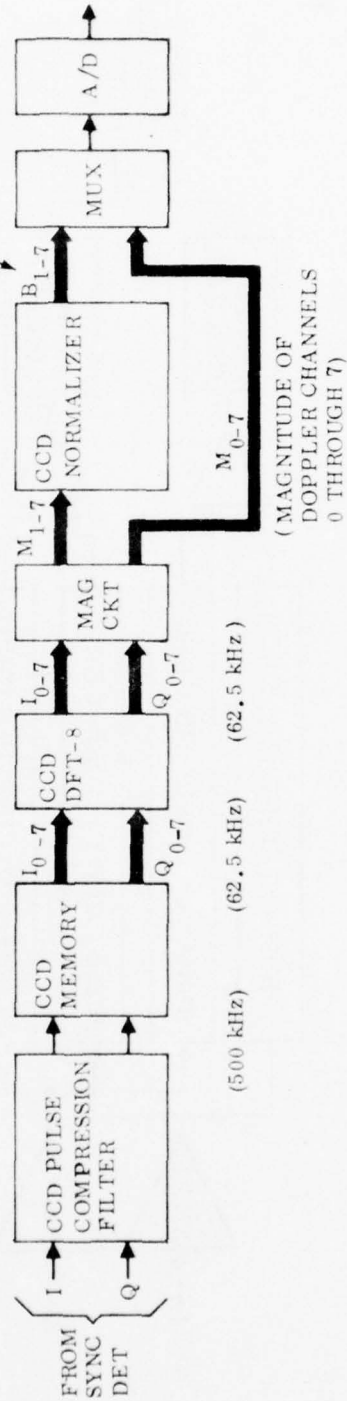 FROM
SYNC
DET
I
Q
CCD PULSE
COMPRESSION
FILTER
(500 kHz)
CCD
MEMORY
I0-7
Q0-7
(62.5 kHz)
CCD
DFT-8
I0-7
Q0-7
(62.5 kHz)
MAG
CKT
M1-7
M0-7
(MAGNITUDE OF
DOPPLER CHANNELS
0 THROUGH 7)
CCD
NORMALIZER
B1-7
MUX
A/D